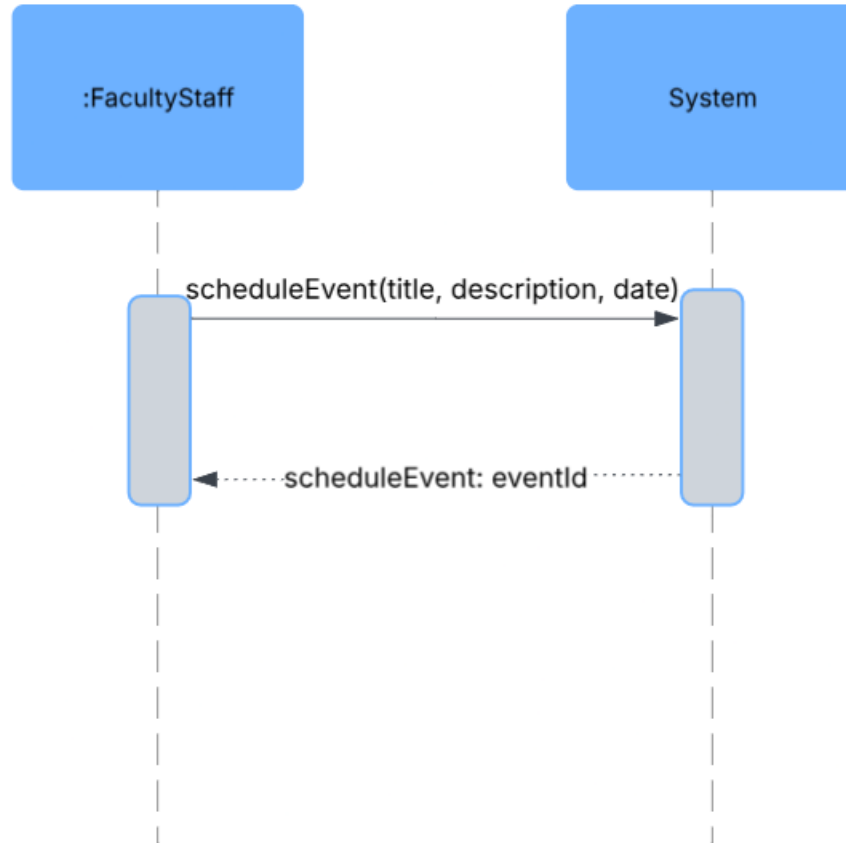 :FacultyStaff
System
scheduleEvent(title, description, date)
scheduleEvent: eventId